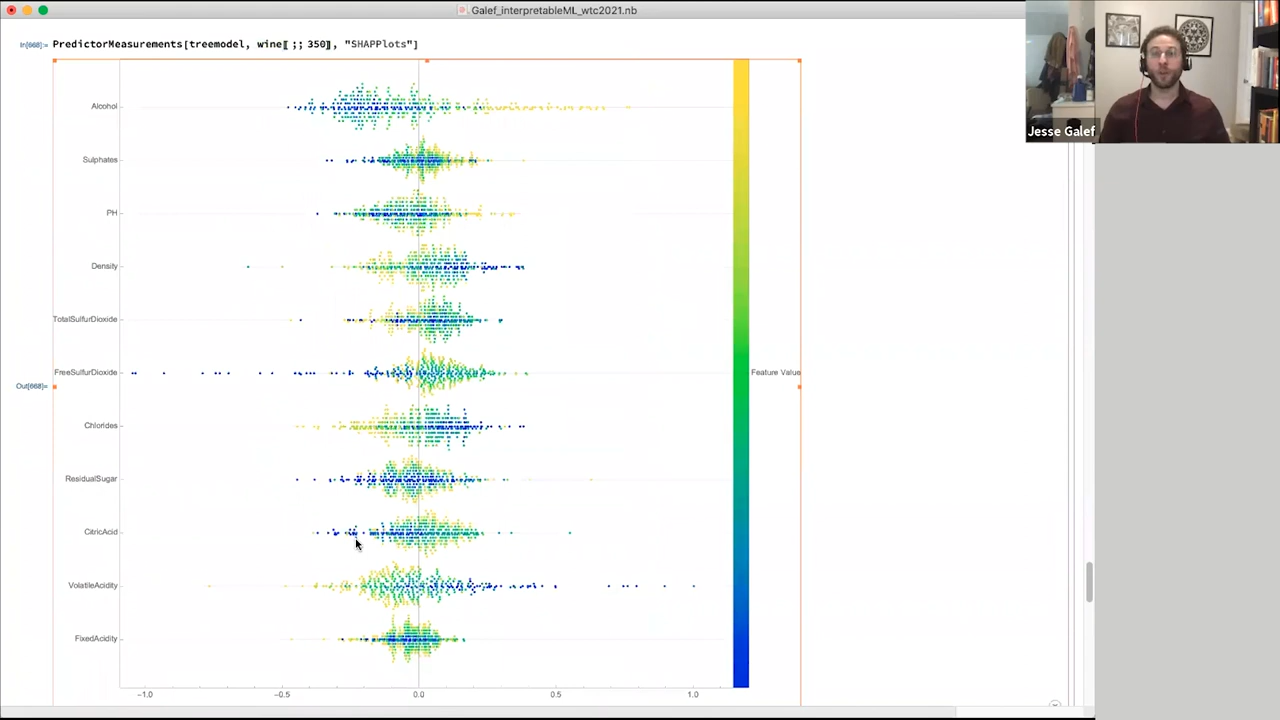 Galef_interpretableML_wtc2021.nb
In[668]:= PredictorMeasurements[treemodel, wine[[ ;; 350]], "SHAPPlots"]
Jesse Galef
Alcohol
Sulphates
PH
Density
TotalSulfurDioxide
FreeSulfurDioxide
Feature Value
Out[668]=
Chlorides
ResidualSugar
CitricAcid
VolatileAcidity
FixedAcidity
−1.0 −0.5 0.0 0.5 1.0